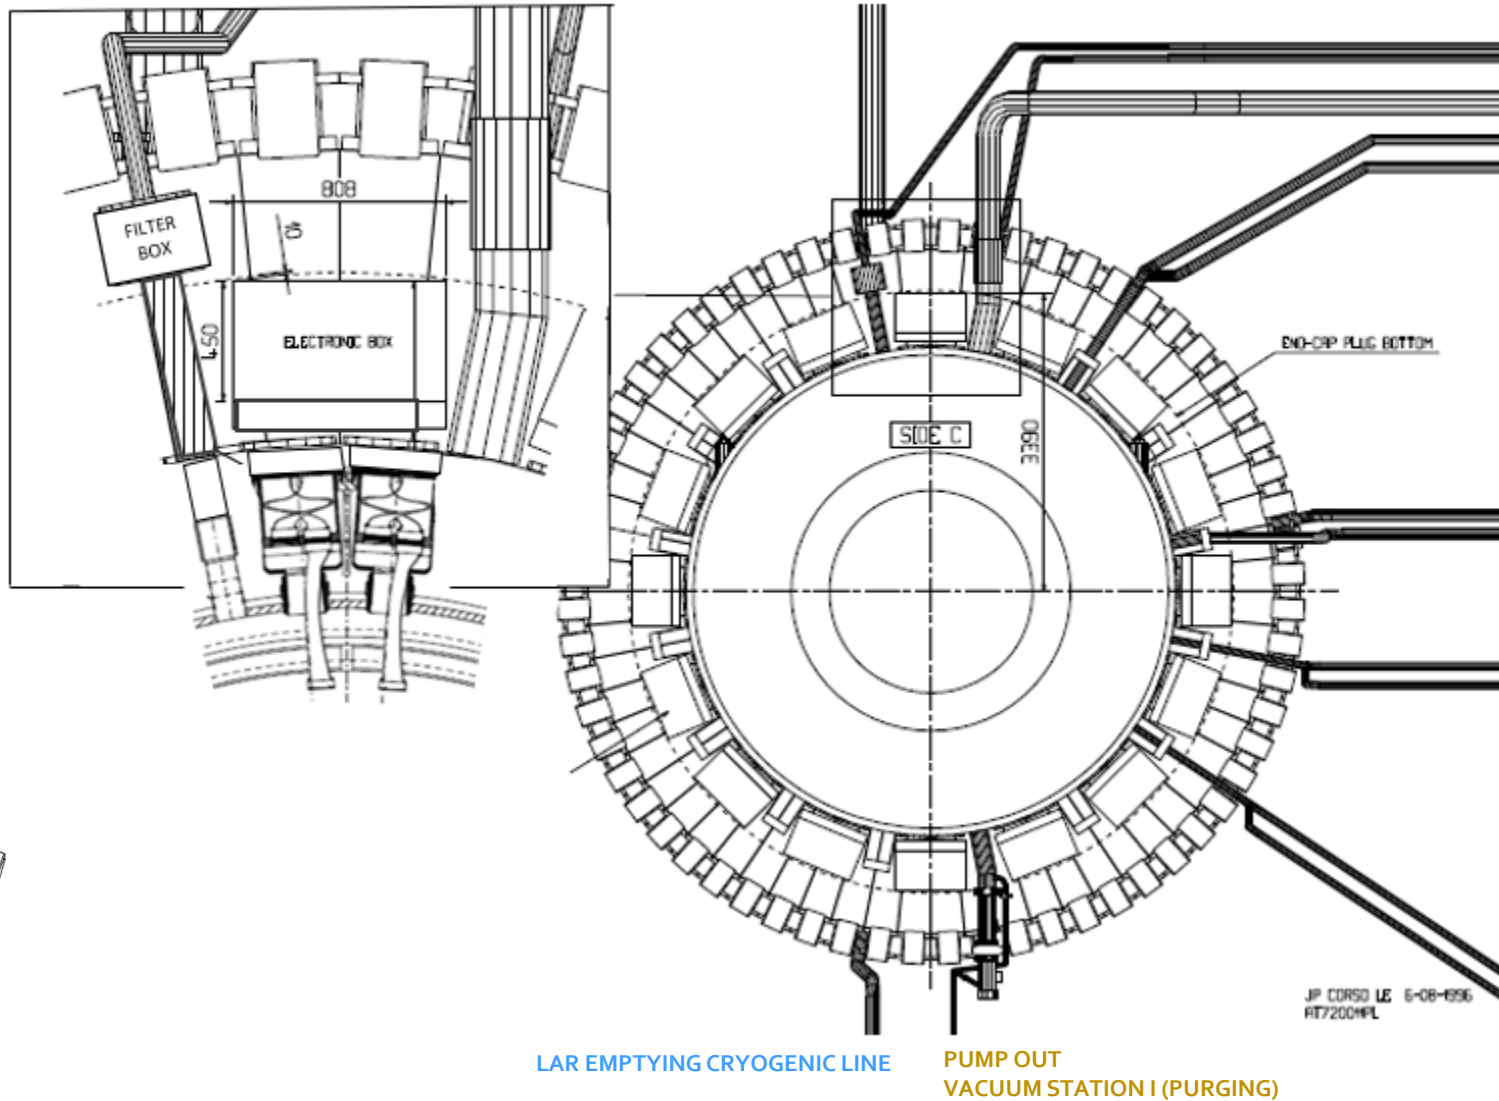 808
FILTER
BOX
45
450
ELECTRONIC BOX
END-CAP PLUG BOTTOM
SIDE C
3390
JP CORSO LE 6-08-1996
LAR EMPTYING CRYOGENIC LINE
PUMP OUT
VACUUM STATION I (PURGING)